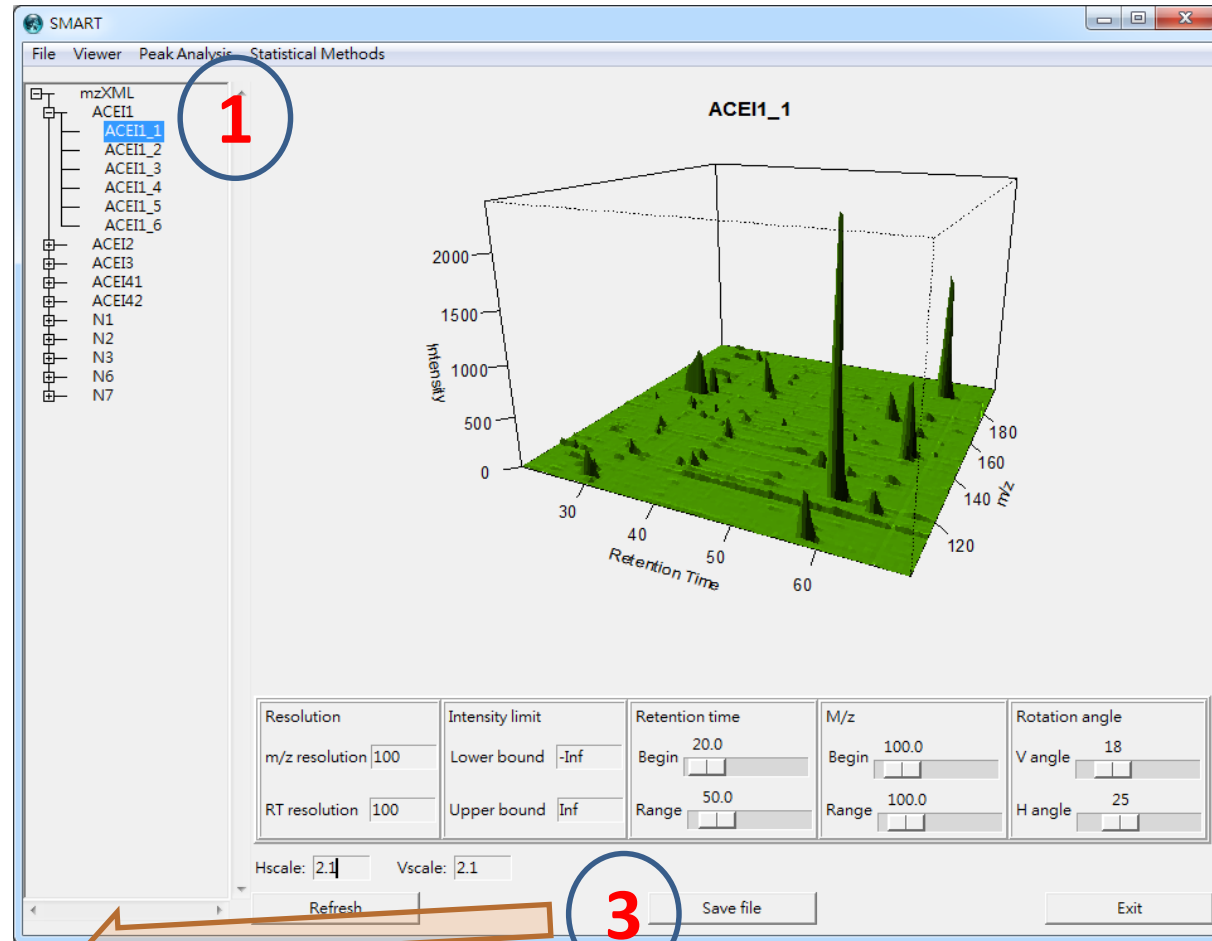 SMART
File Viewer Peak Analysis Statistical Methods
mzXML
ACEI1
ACEI1_1
ACEI1_2
ACEI1_3
ACEI1_4
ACEI1_5
ACEI1_6
ACEI2
ACEI3
ACEI41
ACEI42
N1
N2
N3
N6
N7
1
ACEI1_1
2000
1500
1000
500
0
Intensity
30
40
50
60
Retention Time
180
160
140
120
m/z
Resolution
m/z resolution 100
RT resolution 100
Intensity limit
Lower bound -Inf
Upper bound Inf
Retention time
20.0
Begin
50.0
Range
M/z
100.0
Begin
100.0
Range
Rotation angle
18
V angle
25
H angle
Hscale: 2.1 Vscale: 2.1
Refresh
3
Save file
Exit